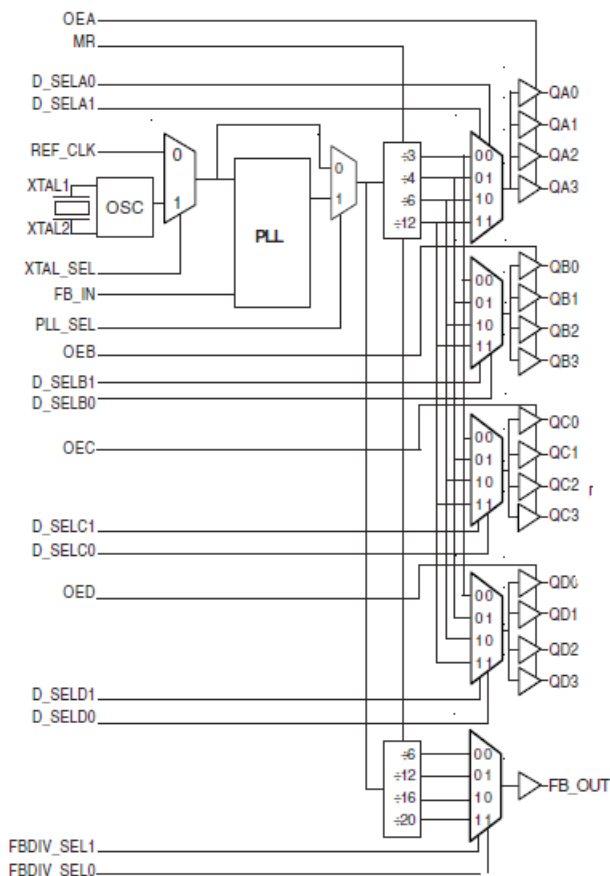 OEA
MR
D_SELA0
D_SELA1
REF_CLK
XTAL1
XTAL2
OSC
0
1
PLL
0
1
XTAL_SEL
FB_IN
PLL_SEL
÷3
÷4
÷6
÷12
00
01
10
11
QA0
QA1
QA2
QA3
OEB
D_SELB1
D_SELB0
00
01
10
11
QB0
QB1
QB2
QB3
OEC
D_SELC1
D_SELC0
00
01
10
11
QC0
QC1
QC2 r
QC3
OED
D_SELD1
D_SELD0
00
01
10
11
QD0
QD1
QD2
QD3
÷6
÷12
÷16
÷20
00
01
10
11
FB_OUT
FBDIV_SEL1
FBDIV_SEL0